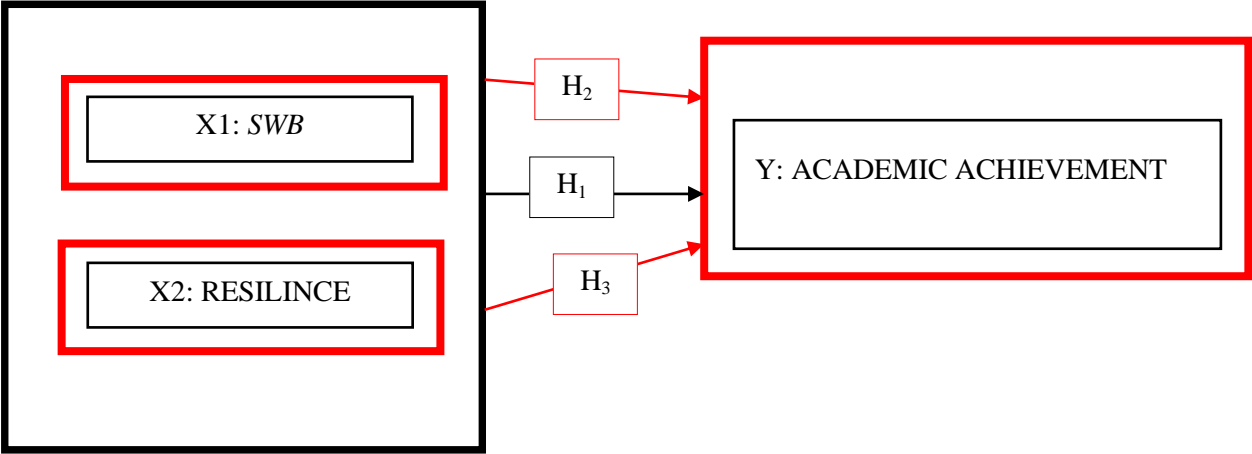 X1: SWB
X2: RESILINCE
H₂
H₁
H₃
Y: ACADEMIC ACHIEVEMENT